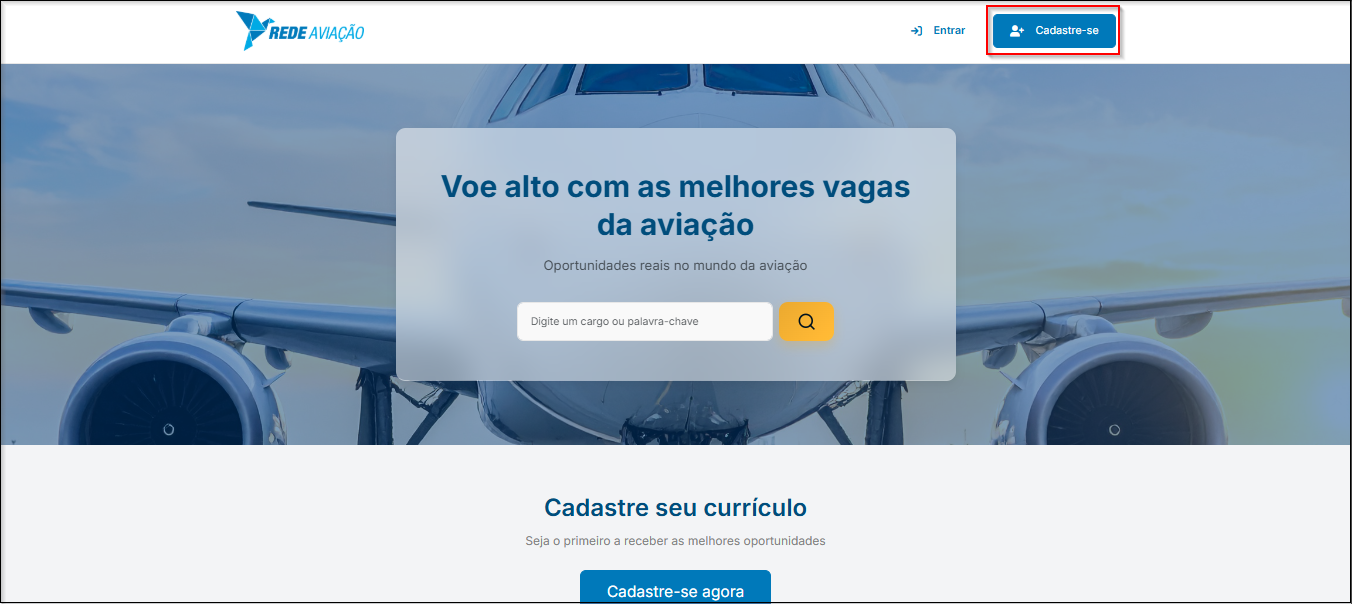 REDE AVIAÇÃO
Entrar
Cadastre-se
Voe alto com as melhores vagas
da aviação
Oportunidades reais no mundo da aviação
Digite um cargo ou palavra-chave
Cadastre seu currículo
Seja o primeiro a receber as melhores oportunidades
Cadastre-se agora